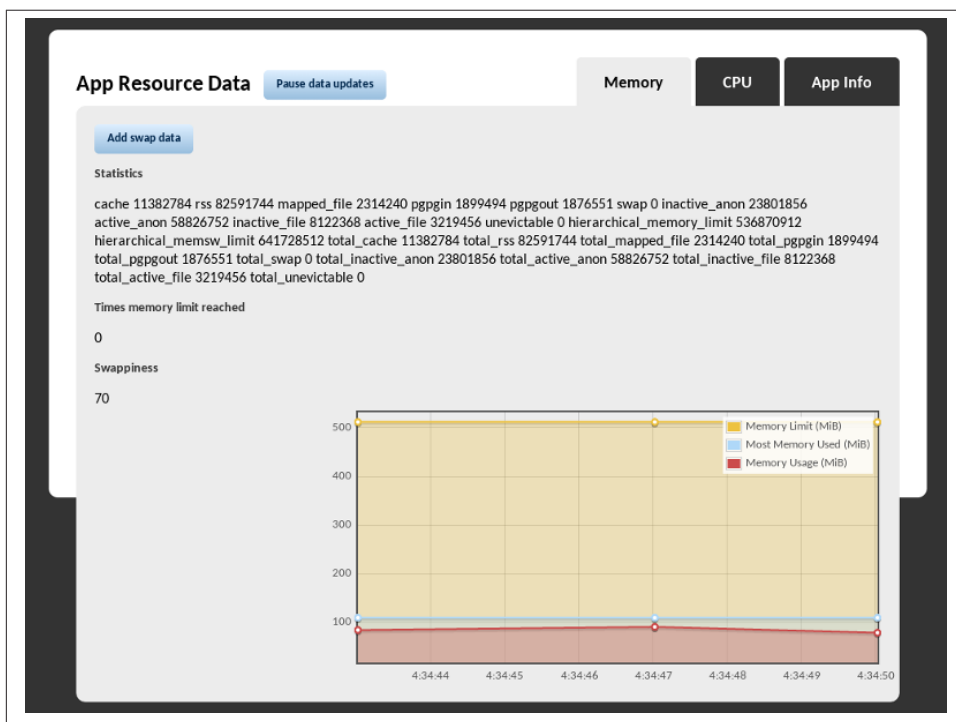 App Resource Data
Pause data updates
Memory
CPU
App Info
Add swap data
Statistics
cache 11382784 rss 82591744 mapped_file 2314240 pgpgin 1899494 pgpgout 1876551 swap 0 inactive_anon 23801856
active_anon 58826752 inactive_file 8122368 active_file 3219456 unevictable 0 hierarchical_memory_limit 536870912
hierarchical_memsw_limit 641728512 total_cache 11382784 total_rss 82591744 total_mapped_file 2314240 total_pgpgin 1899494
total_pgpgout 1876551 total_swap 0 total_inactive_anon 23801856 total_active_anon 58826752 total_inactive_file 8122368
total_active_file 3219456 total_unevictable 0
Times memory limit reached
0
Swappiness
70
500
400
300
200
100
Memory Limit (MiB)
Most Memory Used (MiB)
Memory Usage (MiB)
4:34:44
4:34:45
4:34:46
4:34:47
4:34:48
4:34:49
4:34:50